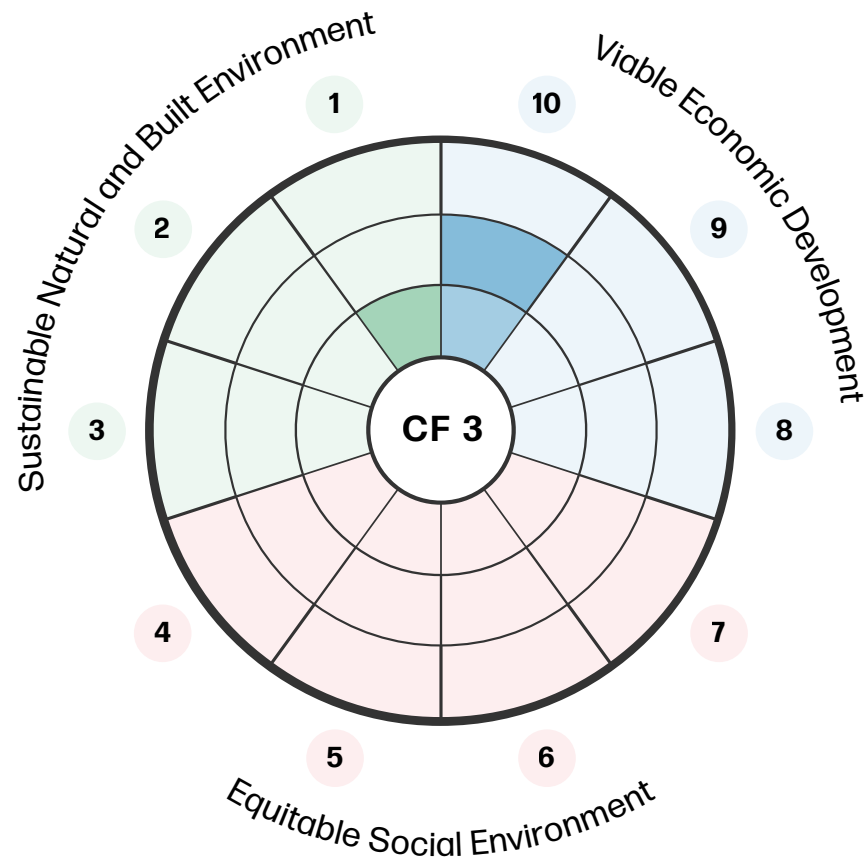 Sustainable Natural and Built Environment
Viable Economic Development
1
10
2
9
3
CF 3
8
4
7
5
6
Equitable Social Environment